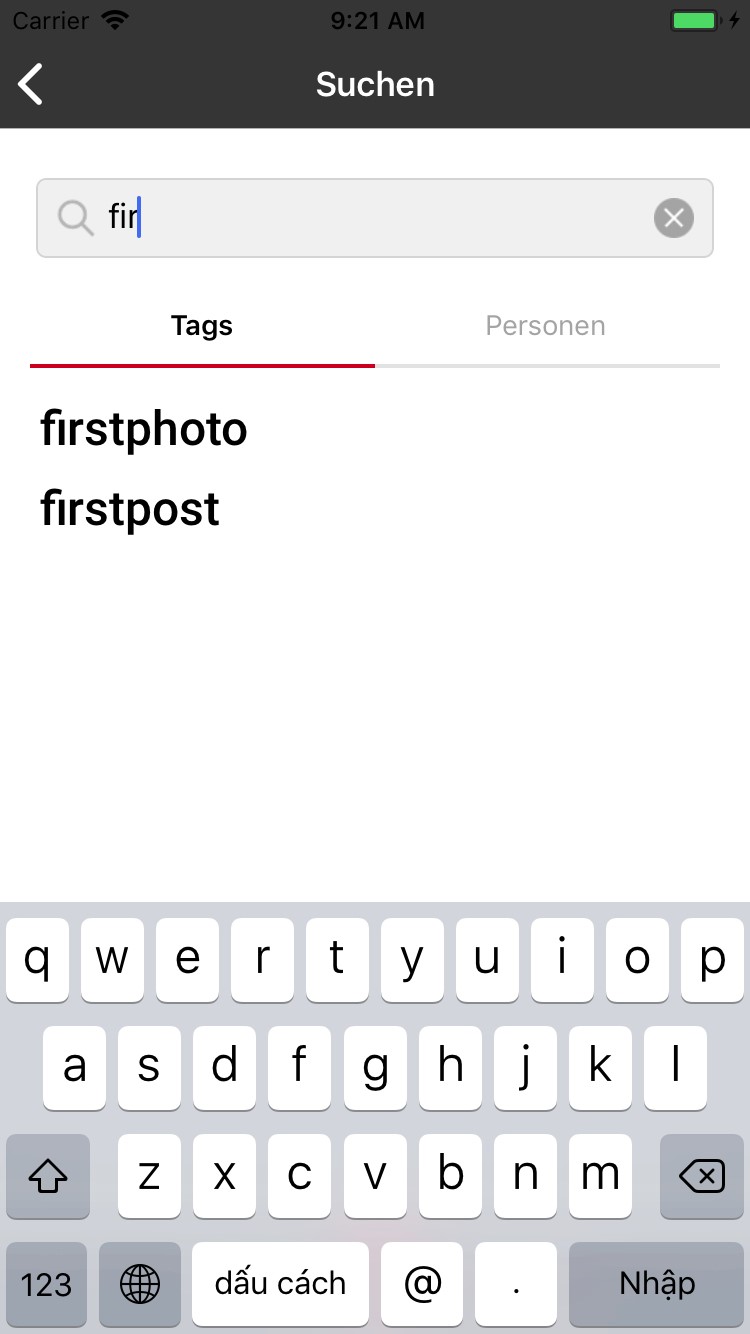 Carrier 9:21 AM
Suchen
fir
Tags Personen
firstphoto
firstpost
q w e r t y u i o p
a s d f g h j k l
z x c v b n m
123 dấu cách @ . Nhập